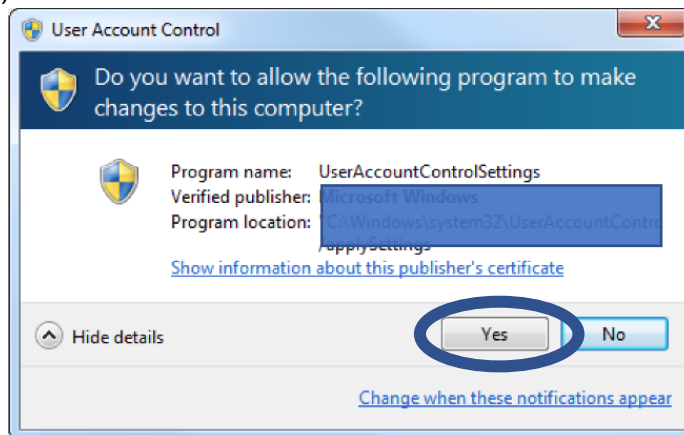 )
User Account Control
Do you want to allow the following program to make
changes to this computer?
Program name: UserAccountControlSettings
Verified publisher: Microsoft Windows
Program location: "C:\Windows\system32\UserAccountContro
/applySettings
Show information about this publisher's certificate
Hide details
Yes
No
Change when these notifications appear